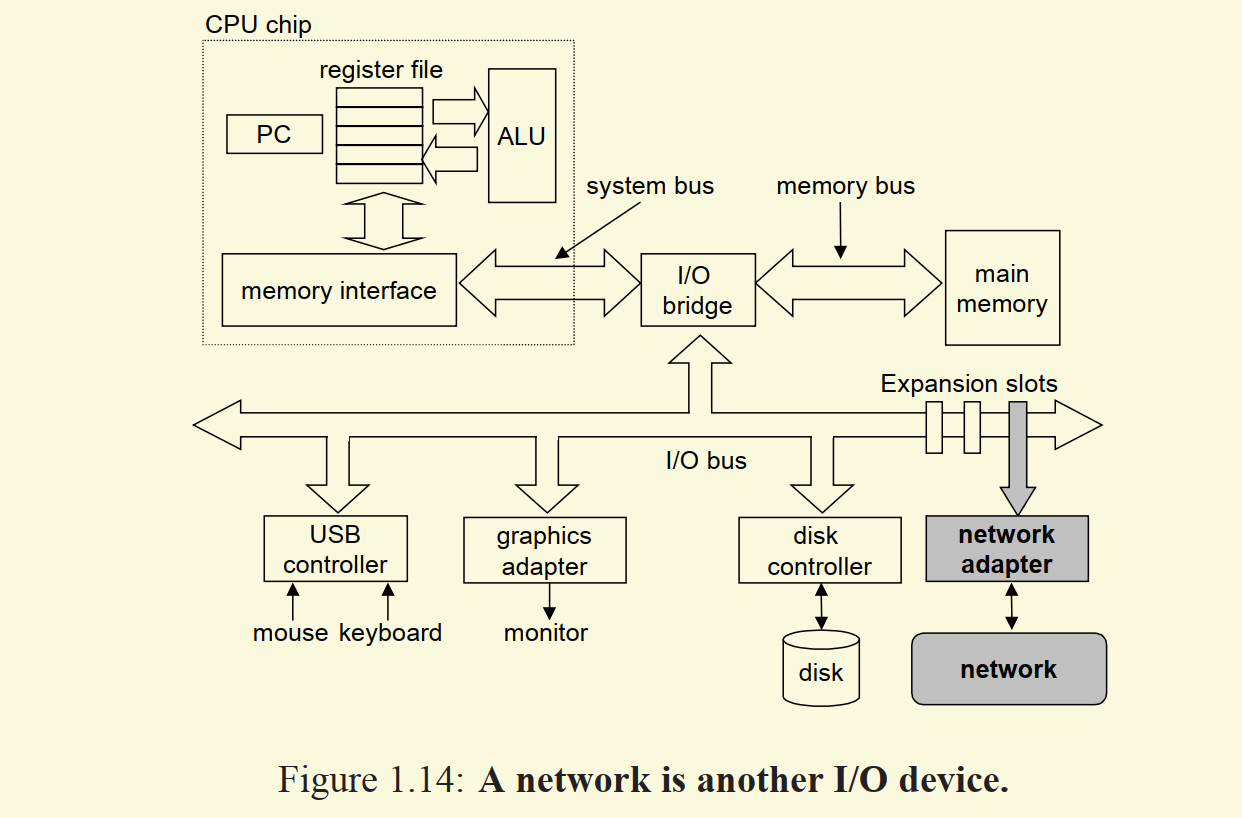 CPU chip
register file
PC
ALU
system bus
memory bus
memory interface
I/O
bridge
main
memory
Expansion slots
I/O bus
USB
controller
graphics
adapter
disk
controller
network
adapter
mouse
keyboard
monitor
disk
network
Figure 1.14: A network is another I/O device.